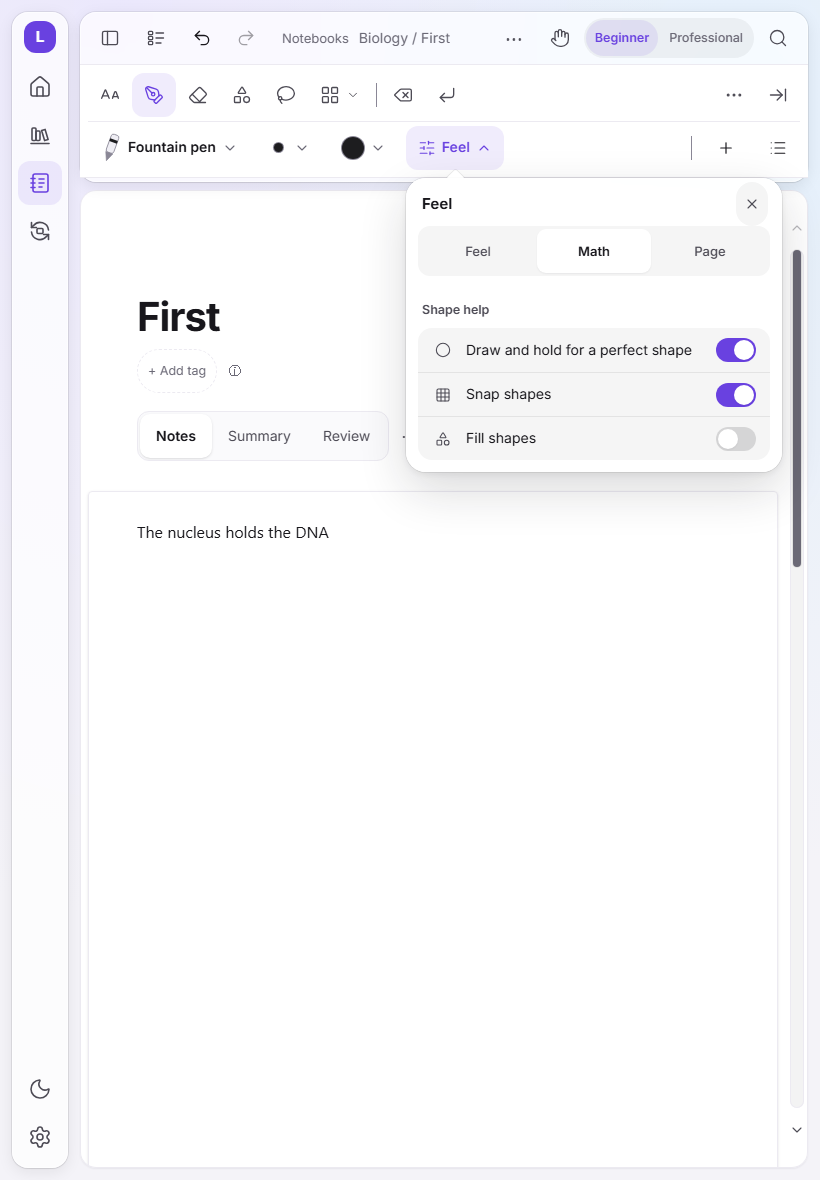 L
Notebooks Biology / First
Beginner Professional
AA
Fountain pen
Feel
Feel
Feel Math Page
Shape help
Draw and hold for a perfect shape
Snap shapes
Fill shapes
First
+ Add tag
Notes Summary Review
The nucleus holds the DNA